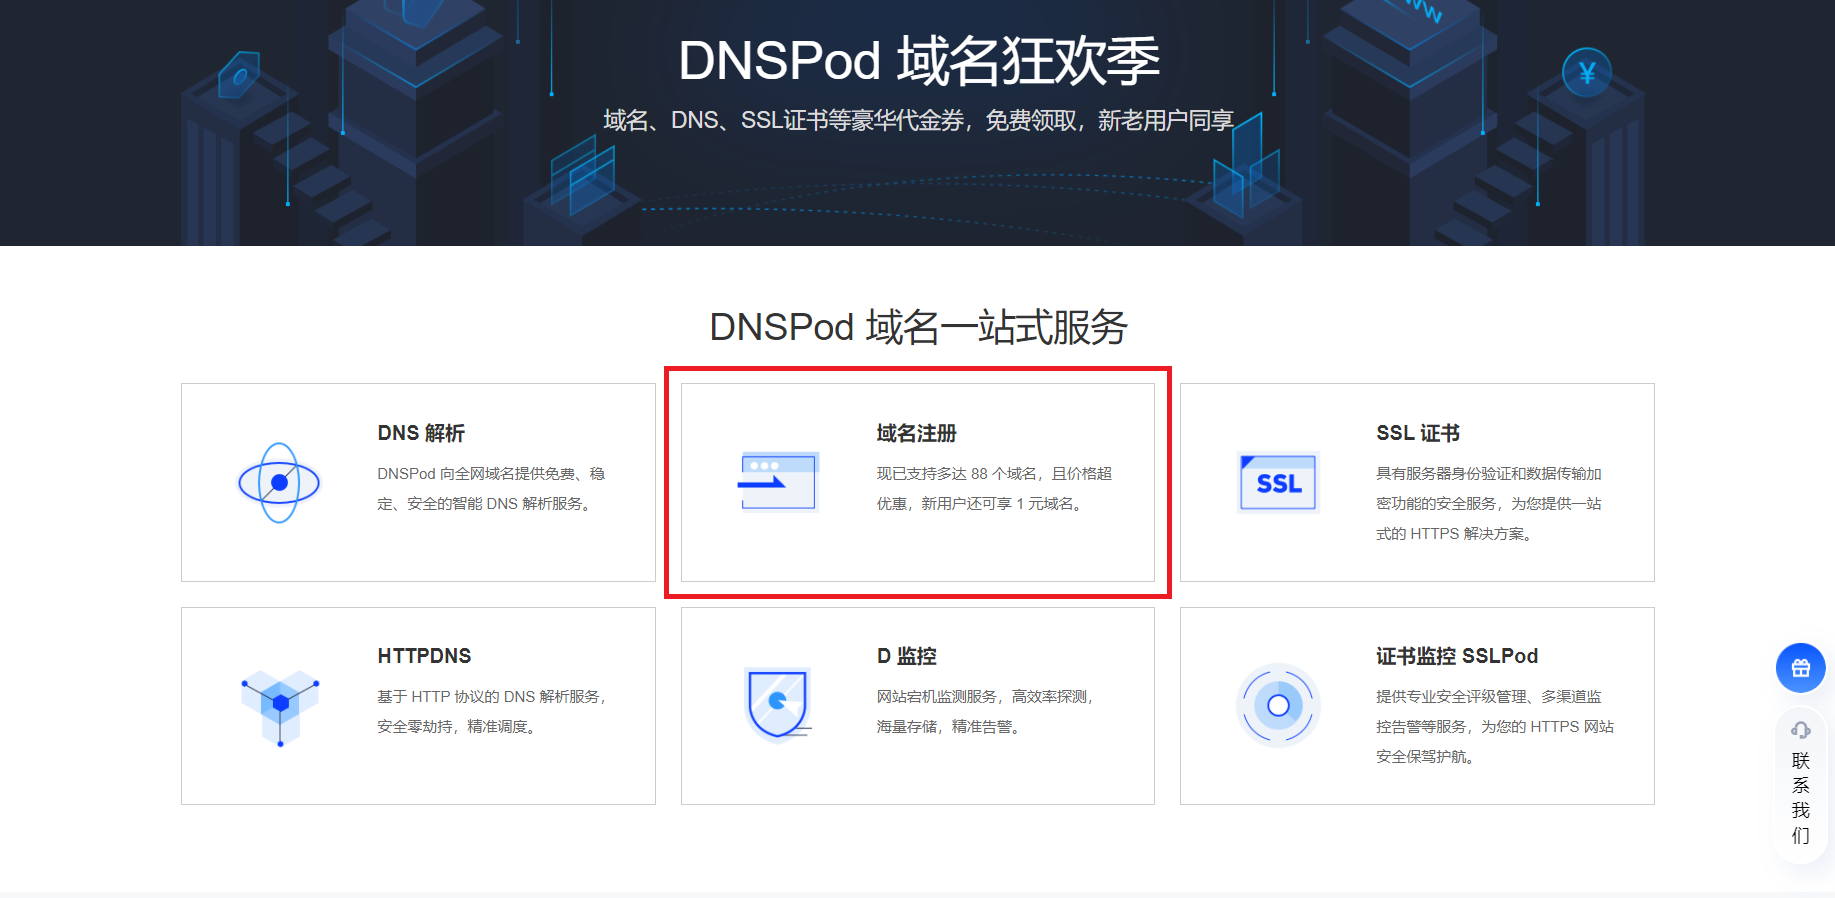 DNSPod 域名狂欢季
域名、DNS、SSL证书等豪华代金券，免费领取，新老用户同享
WW
¥
DNSPod 域名一站式服务
DNS 解析
DNSPod 向全网域名提供免费、稳
定、安全的智能 DNS 解析服务。
域名注册
现已支持多达 88 个域名，且价格超
优惠，新用户还可享 1 元域名。
SSL
SSL 证书
具有服务器身份验证和数据传输加
密功能的安全服务，为您提供一站
式的 HTTPS 解决方案。
HTTPDNS
基于 HTTP 协议的 DNS 解析服务，
安全零劫持，精准调度。
D 监控
网站宕机监测服务，高效率探测，
海量存储，精准告警。
证书监控 SSLPod
提供专业安全评级管理、多渠道监
控告警等服务，为您的 HTTPS 网站
安全保驾护航。
联
系
我
们